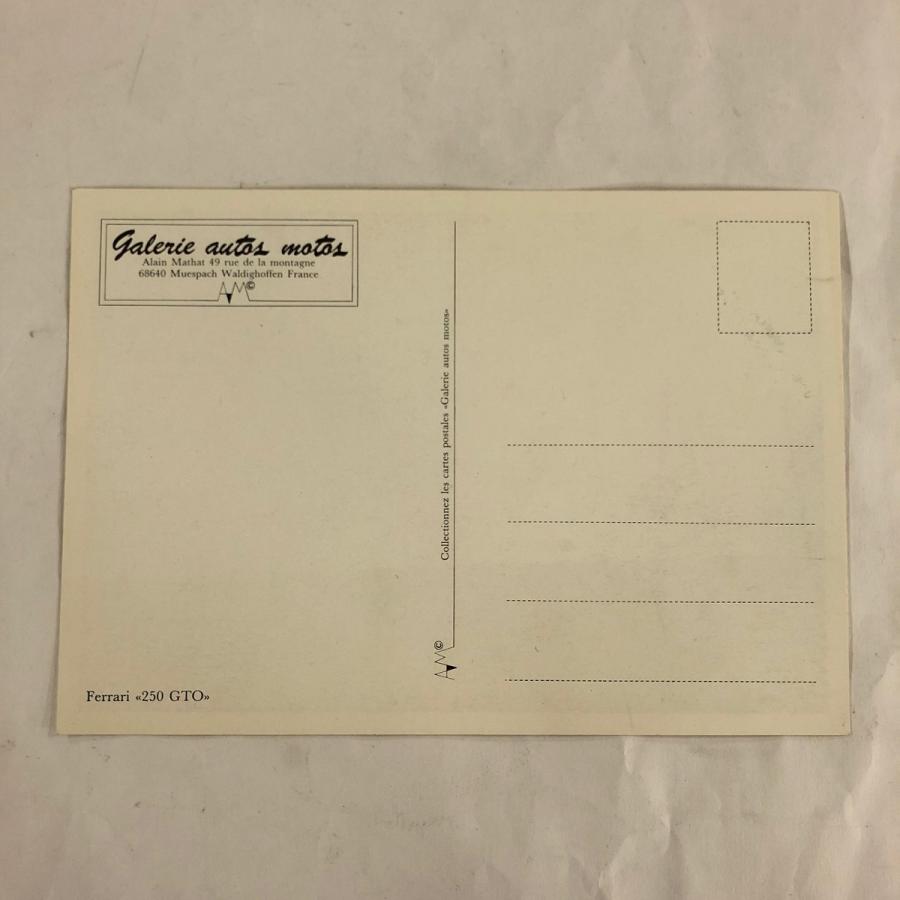 Galerie autos motos
Alain Mathat 49 rue de la montagne
68640 Muespach Waldighoffen France
AM©
Collectionnez les cartes postales «Galerie autos motos»
AM©
Ferrari «250 GTO»